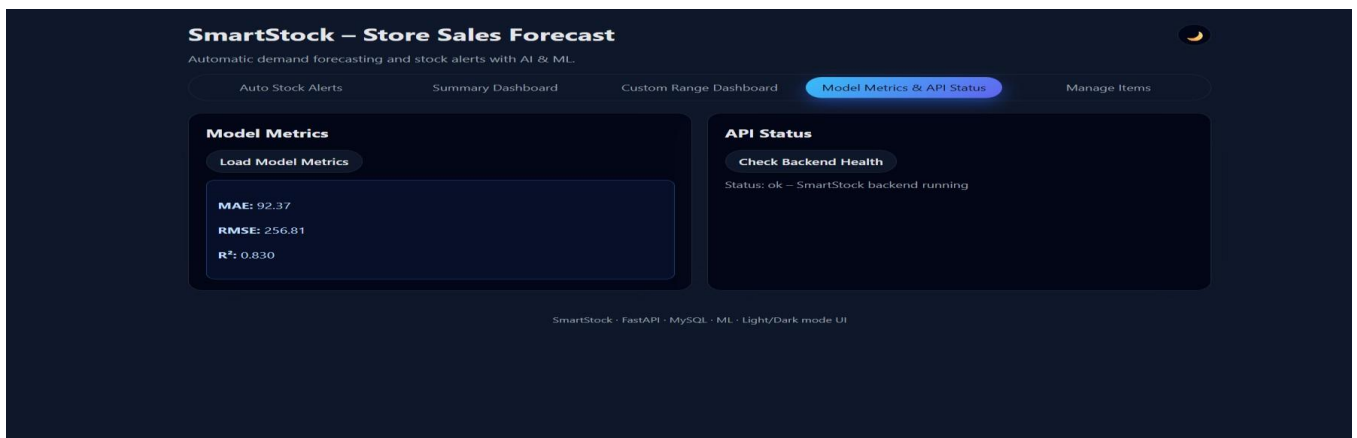 SmartStock – Store Sales Forecast
Automatic demand forecasting and stock alerts with AI & ML.
Auto Stock Alerts
Summary Dashboard
Custom Range Dashboard
Model Metrics & API Status
Manage Items
Model Metrics
Load Model Metrics
MAE: 92.37
RMSE: 256.81
R²: 0.830
API Status
Check Backend Health
Status: ok – SmartStock backend running
SmartStock · FastAPI · MySQL · ML · Light/Dark mode UI